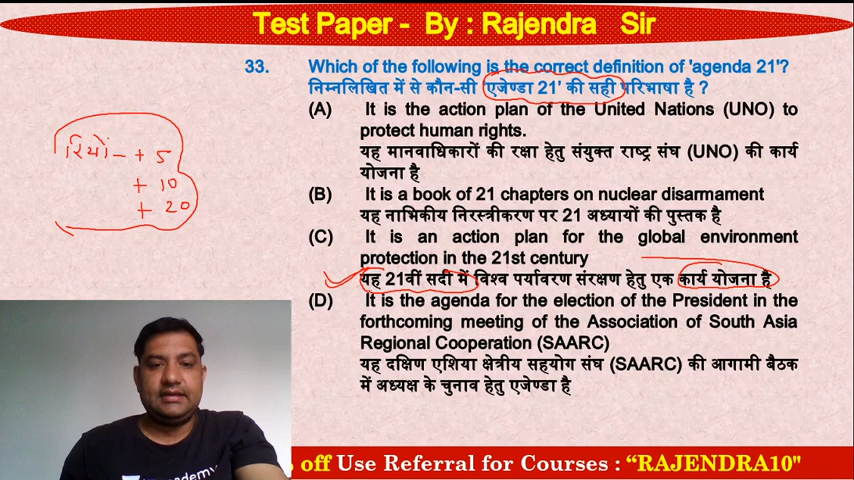 Test Paper - By : Rajendra Sir
33. Which of the following is the correct definition of 'agenda 21'?
निम्नलिखित में से कौन-सी 'एजेण्डा 21' की सही परिभाषा है ?
(A) It is the action plan of the United Nations (UNO) to
protect human rights.
यह मानवाधिकारों की रक्षा हेतु संयुक्त राष्ट्र संघ (UNO) की कार्य
योजना है
(B) It is a book of 21 chapters on nuclear disarmament
यह नाभिकीय निरस्त्रीकरण पर 21 अध्यायों की पुस्तक है
(C) It is an action plan for the global environment
protection in the 21st century
यह 21वीं सदी में विश्व पर्यावरण संरक्षण हेतु एक कार्य योजना है
(D) It is the agenda for the election of the President in the
forthcoming meeting of the Association of South Asia
Regional Cooperation (SAARC)
यह दक्षिण एशिया क्षेत्रीय सहयोग संघ (SAARC) की आगामी बैठक
में अध्यक्ष के चुनाव हेतु एजेण्डा है
रियो - + 5
+ 10
+ 20
off Use Referral for Courses : “RAJENDRA10"